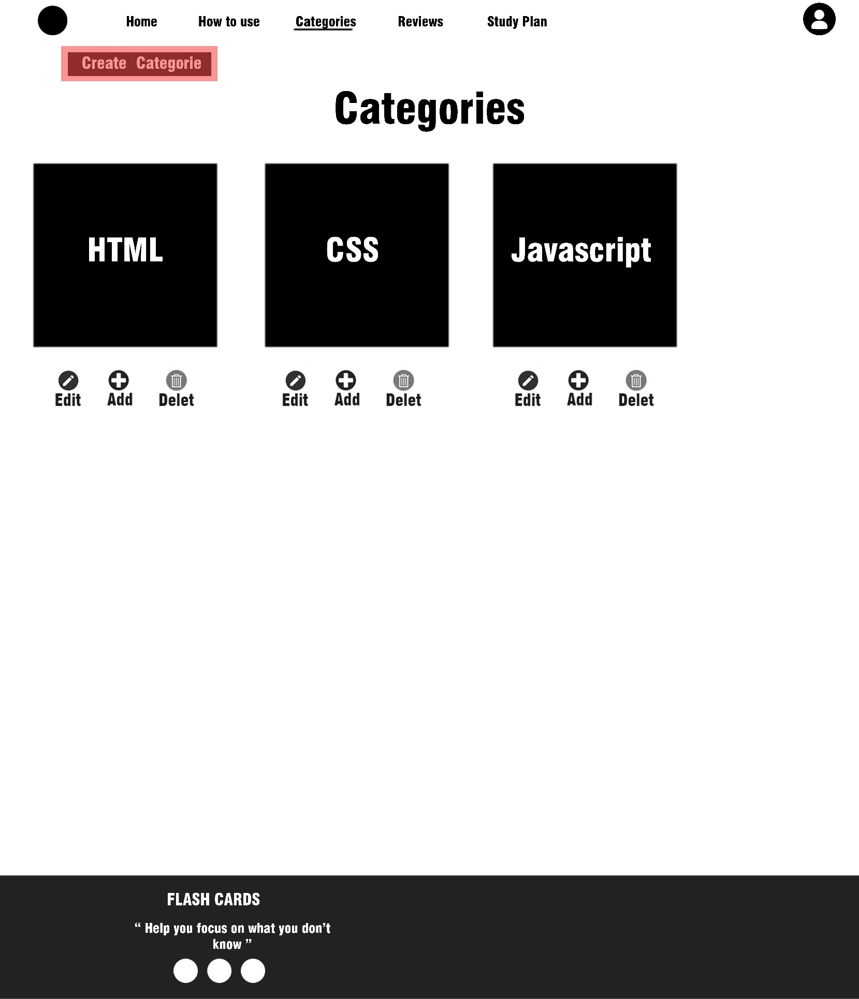 Home How to use Categories Reviews Study Plan
Create Categorie
Categories
HTML CSS Javascript
Edit Add Delet Edit Add Delet Edit Add Delet
FLASH CARDS
“ Help you focus on what you don’t
know ”